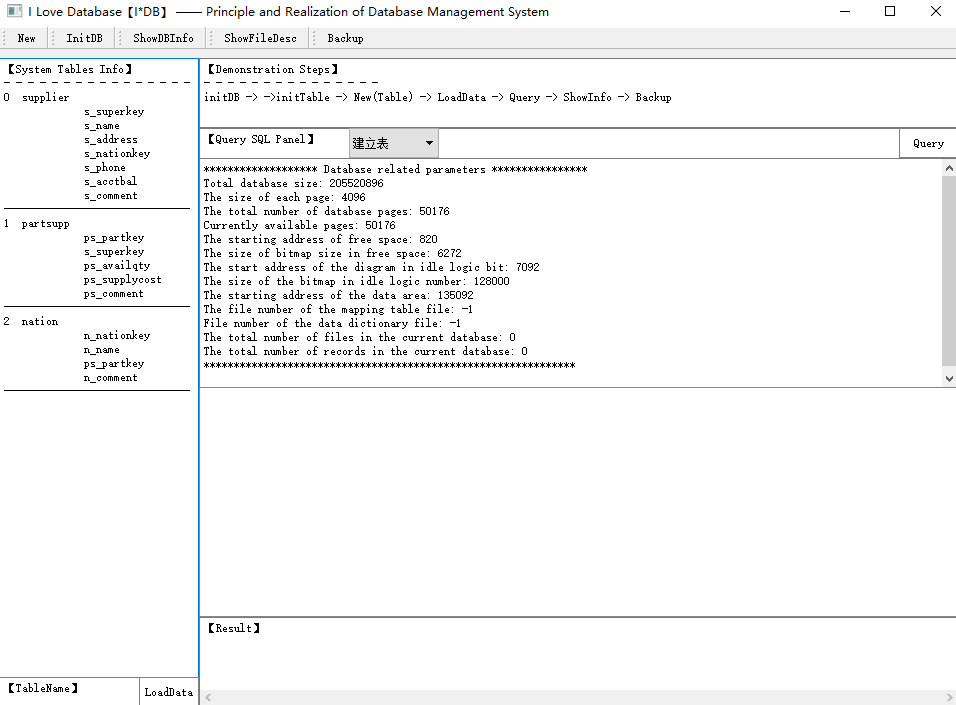 I Love Database【I*DB】 —— Principle and Realization of Database Management System
New InitDB ShowDBInfo ShowFileDesc Backup
【System Tables Info】
0 supplier
s_superkey
s_name
s_address
s_nationkey
s_phone
s_acctbal
s_comment
1 partsupp
ps_partkey
s_superkey
ps_availqty
ps_supplycost
ps_comment
2 nation
n_nationkey
n_name
ps_partkey
n_comment
【TableName】 LoadData
【Demonstration Steps】
initDB -> ->initTable -> New(Table) -> LoadData -> Query -> ShowInfo -> Backup
【Query SQL Panel】 建立表 Query
******************* Database related parameters ****************
Total database size: 205520896
The size of each page: 4096
The total number of database pages: 50176
Currently available pages: 50176
The starting address of free space: 820
The size of bitmap size in free space: 6272
The start address of the diagram in idle logic bit: 7092
The size of the bitmap in idle logic number: 128000
The starting address of the data area: 135092
The file number of the mapping table file: -1
File number of the data dictionary file: -1
The total number of files in the current database: 0
The total number of records in the current database: 0
**************************************************************
【Result】